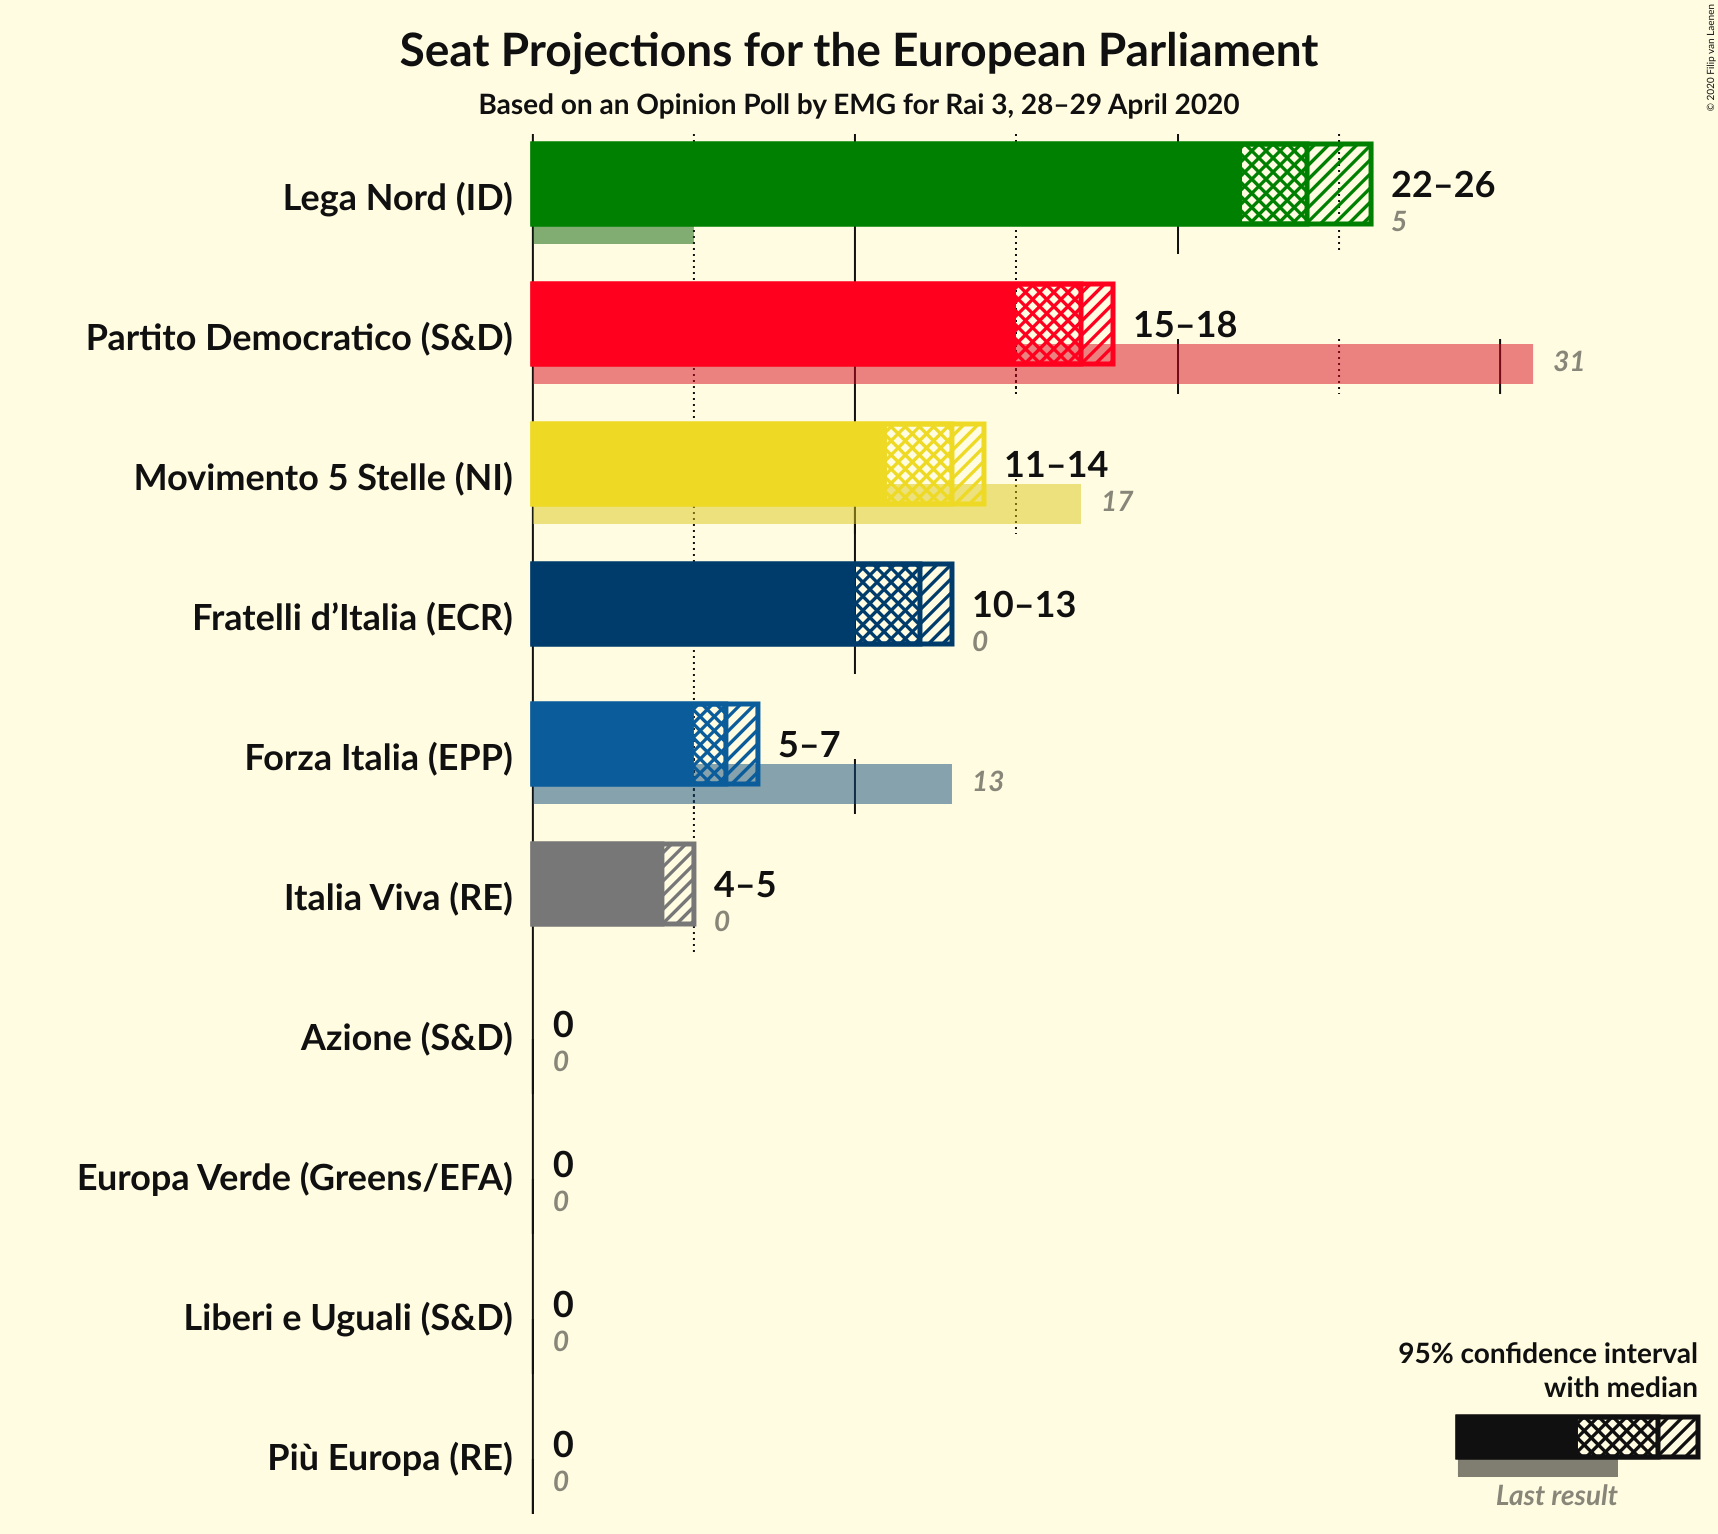 Seat Projections for the European Parliament
Based on an Opinion Poll by EMG for Rai 3, 28–29 April 2020
© 2020 Filip van Laenen
Lega Nord (ID)
22–26
5
Partito Democratico (S&D)
15–18
31
Movimento 5 Stelle (NI)
11–14
17
Fratelli d’Italia (ECR)
10–13
0
Forza Italia (EPP)
5–7
13
Italia Viva (RE)
4–5
0
Azione (S&D)
0
0
Europa Verde (Greens/EFA)
0
0
Liberi e Uguali (S&D)
0
0
Più Europa (RE)
0
0
95% confidence interval
with median
Last result